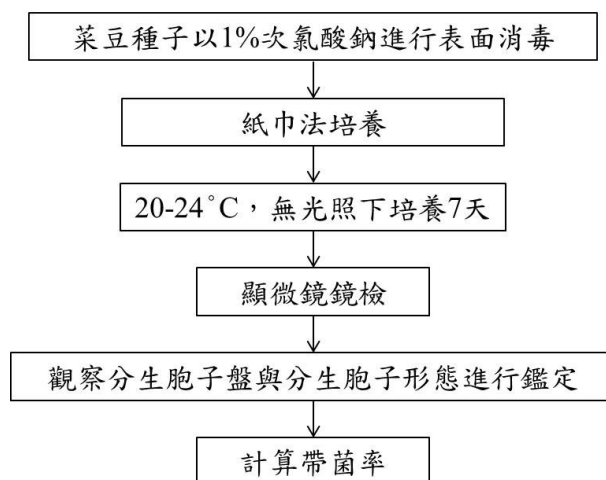 菜豆種子以1%次氯酸鈉進行表面消毒
紙巾法培養
20-24°C，無光照下培養7天
顯微鏡鏡檢
觀察分生胞子盤與分生胞子形態進行鑑定
計算帶菌率